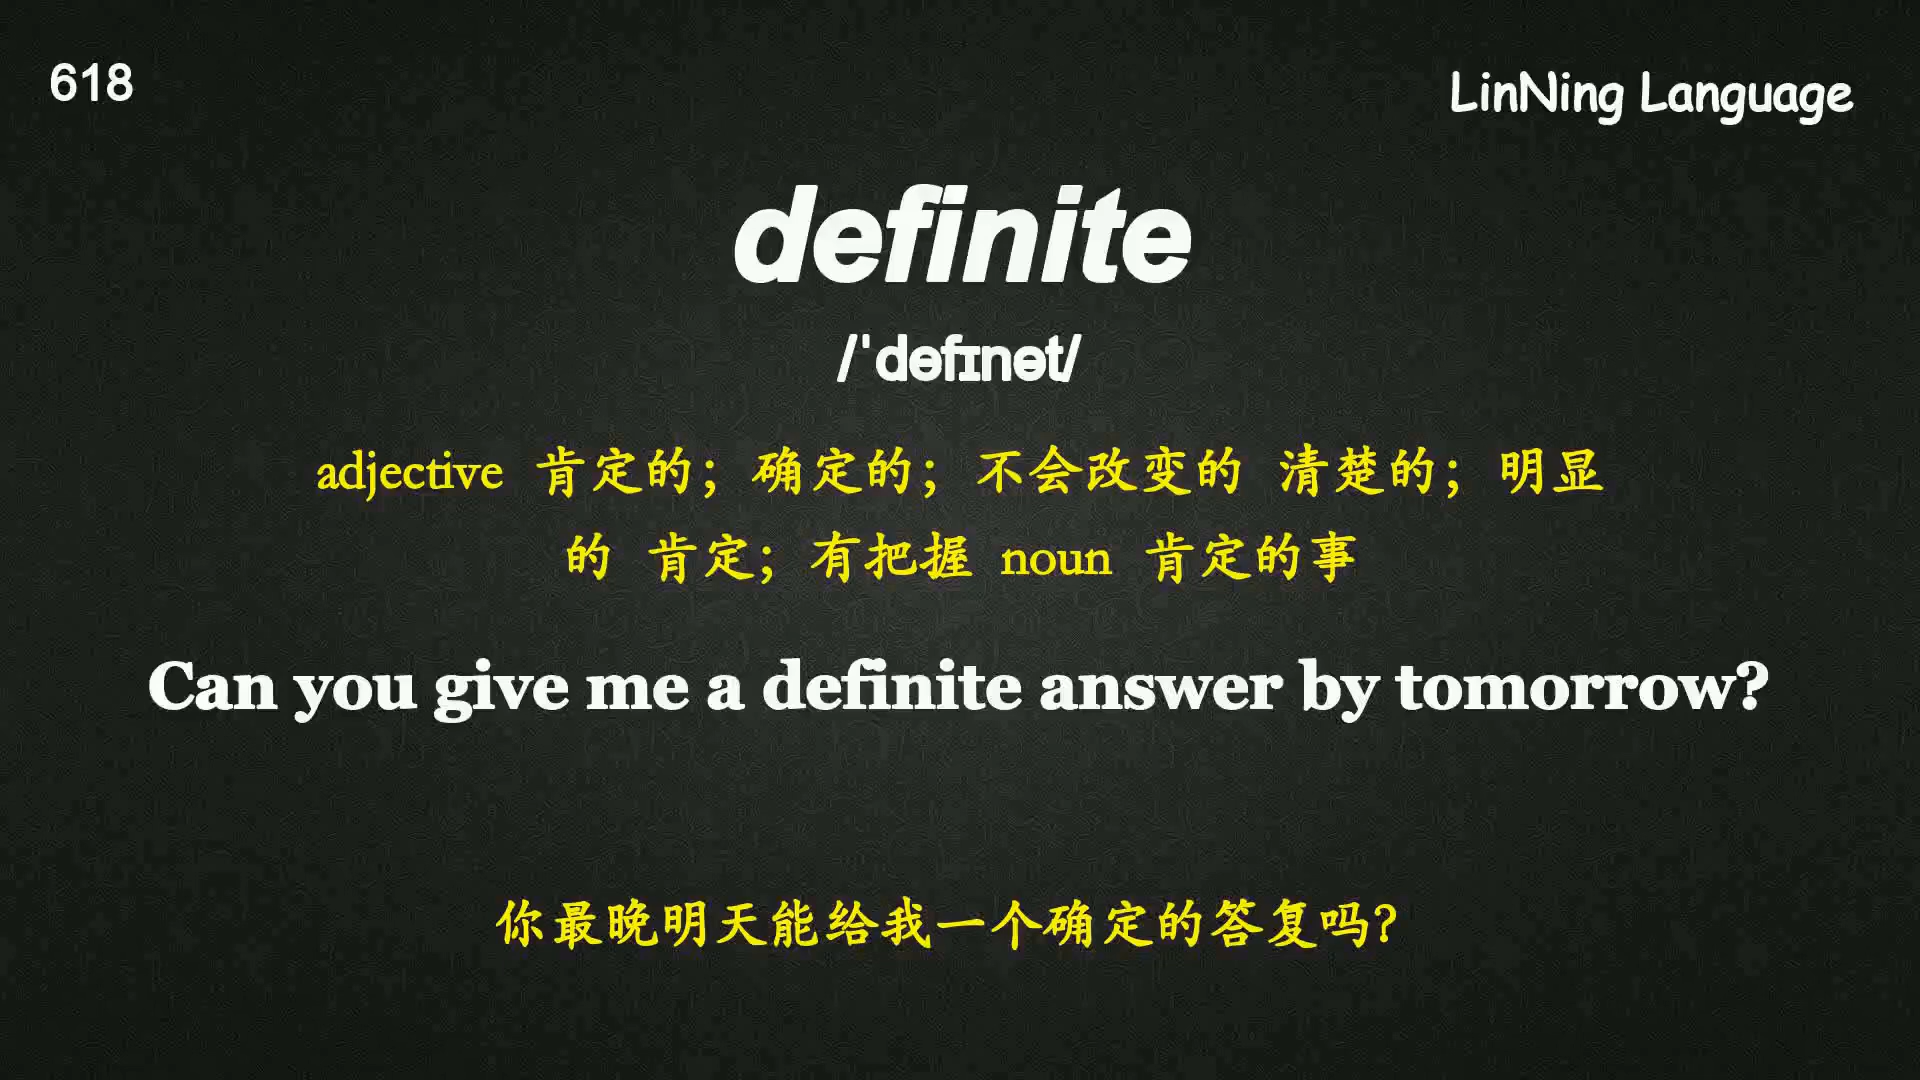 618
LinNing Language
definite
/ˈdefɪnət/
adjective 肯定的；确定的；不会改变的 清楚的；明显
的 肯定；有把握 noun 肯定的事
Can you give me a definite answer by tomorrow?
你最晚明天能给我一个确定的答复吗？